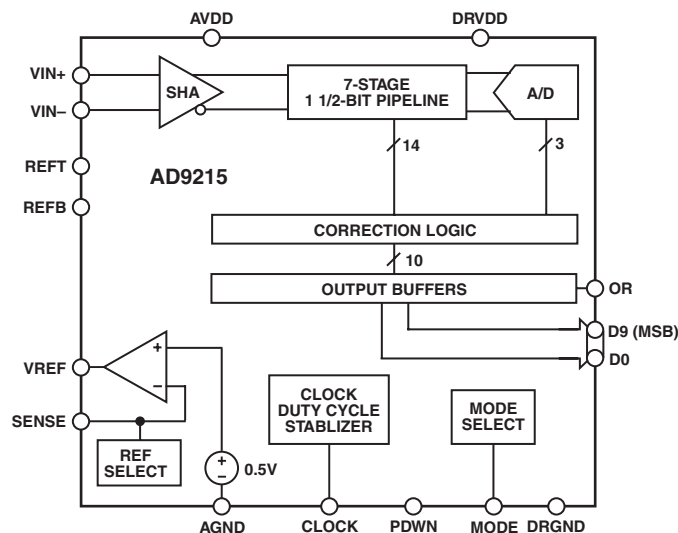 AVDD
DRVDD
VIN+
VIN–
SHA
7-STAGE
1 1/2-BIT PIPELINE
A/D
14
3
REFT
AD9215
REFB
CORRECTION LOGIC
10
OUTPUT BUFFERS
OR
D9 (MSB)
D0
VREF
+
–
SENSE
CLOCK
DUTY CYCLE
STABLIZER
MODE
SELECT
REF
SELECT
+
–
0.5V
AGND
CLOCK
PDWN
MODE
DRGND